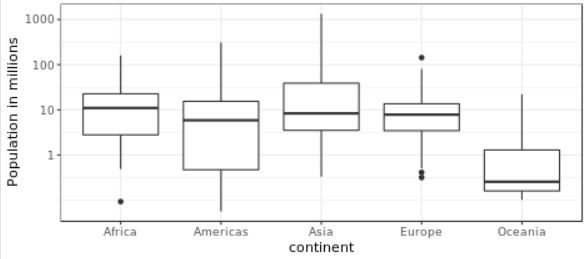 Population in millions
1000
100
10
1
Africa Americas Asia Europe Oceania
continent